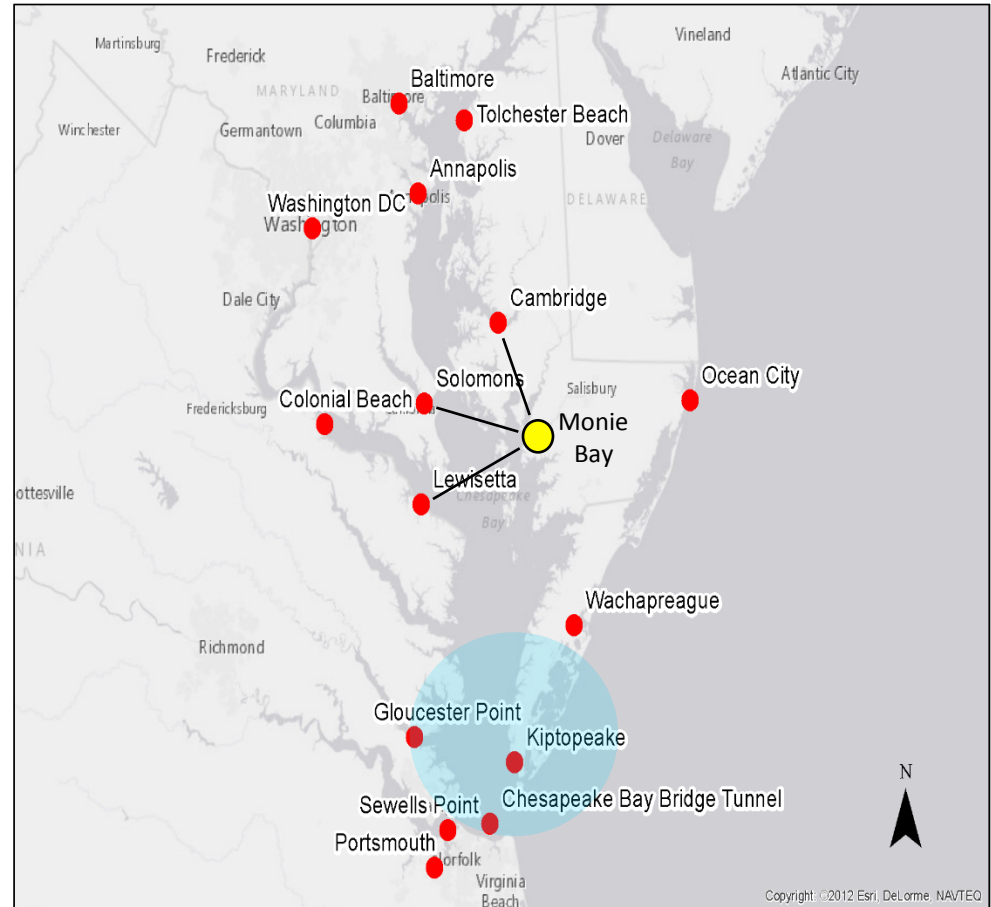 Martinsburg
Frederick
Vineland
Atlantic City
MARYLAND
Baltimore
Baltimore
Tolchester Beach
Winchester
Germantown
Columbia
Dover
Delaware
Bay
Annapolis
DELAWARE
Washington DC
Washington
Dale City
Cambridge
Solomons
Salisbury
Ocean City
Fredericksburg
Colonial Beach
Monie
Bay
Lewisetta
Chesapeake
Bay
ottesville
NIA
Wachapreague
Richmond
Gloucester Point
Kiptopeake
Sewells Point
Chesapeake Bay Bridge Tunnel
Portsmouth
orfolk
Virginia
Beach
N
Copyright: ©2012 Esri, DeLorme, NAVTEQ